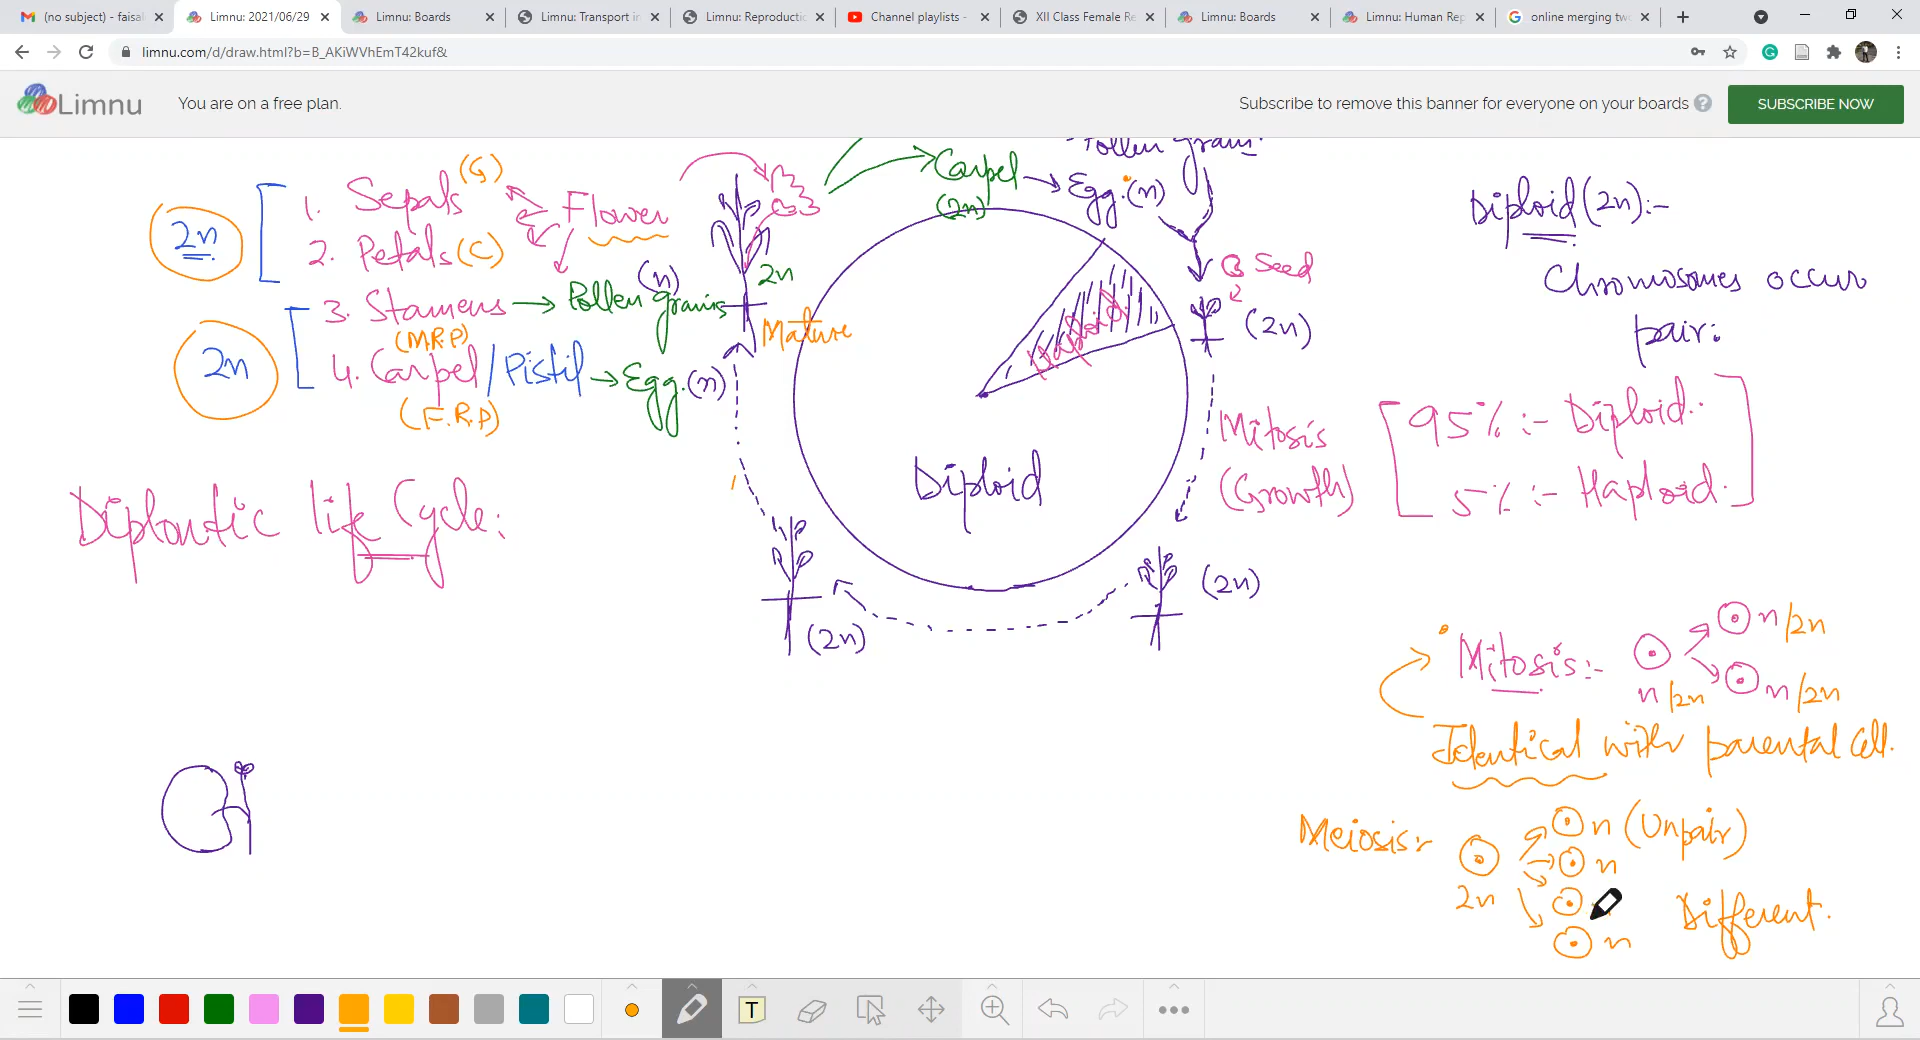 (no subject) - faisal
Limnu: 2021/06/29
Limnu: Boards
Limnu: Transport in
Limnu: Reproductio
Channel playlists -
XII Class Female Re
Limnu: Boards
Limnu: Human Rep
online merging two
limnu.com/d/draw.html?b=B_AKiWVhEmT42kuf&
Limnu
You are on a free plan.
Subscribe to remove this banner for everyone on your boards
?
SUBSCRIBE NOW
2n
1. Sepals (G)
Flower
2. Petals (C)
2n
3. Stamens → Pollen grains (n)
(M.R.P)
4. Carpel / Pistil → Egg. (n)
(F.R.P)
Diplontic life Cycle:
Pollen Grain
Carpel → Egg. (n)
(2n)
2n
Mature
Seed
(2n)
Haploid
Diploid
Mitosis
(Growth)
(2n)
(2n)
Diploid (2n):-
Chromosomes occur
pair:
95% :- Diploid.
5% :- Haploid.
Mitosis:-
n/2n
n/2n
n/2n
Identical with parental Cell.
Meiosis:-
2n
n (Unpair)
n
n
Different.
T